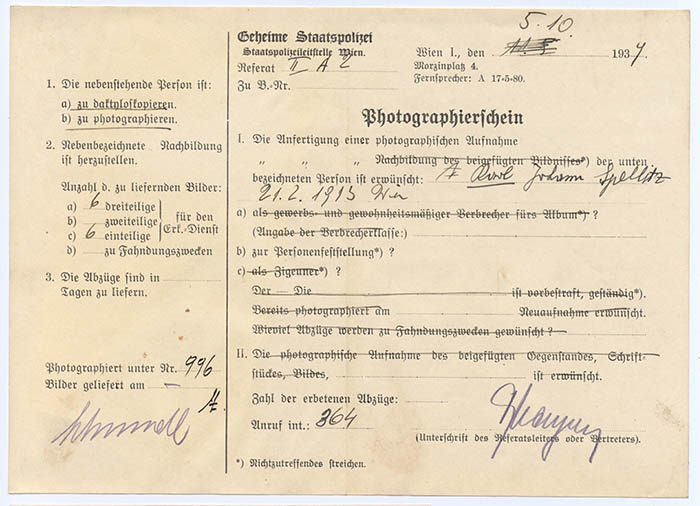 1. Die nebenstehende Person ist:
a) zu daktyloskopieren.
b) zu photographieren.
2. Nebenbezeichnete Nachbildung
ist herzustellen.
Anzahl d. zu liefernden Bilder:
a) 6 dreiteilige
b) zweiteilige
c) 6 einteilige
d) zu Fahndungszwecken
für den
Erk.-Dienst
3. Die Abzüge sind in
Tagen zu liefern.
Photographiert unter Nr. 996
Bilder geliefert am –
Geheime Staatspolizei
Staatspolizeileitstelle Wien.
Referat II A 2
Zu B.-Nr.
5. 10.
Wien I., den 1939.
Morzinplatz 4.
Fernsprecher: A 17-5-80.
Photographierschein
I. Die Anfertigung einer photographischen Aufnahme
„ „ „ Nachbildung des beigefügten Bildnisses*) der unten
bezeichneten Person ist erwünscht: Karl Johann
21.2.1913 Wien
a) als gewerbs- und gewohnheitsmäßiger Verbrecher fürs Album*) ?
(Angabe der Verbrecherklasse:)
b) zur Personenfeststellung*) ?
c) als Zigeuner*) ?
Der — Die ist vorbestraft, geständig*).
Bereits photographiert am Neuaufnahme erwünscht.
Wieviel Abzüge werden zu Fahndungszwecken gewünscht ?
II. Die photographische Aufnahme des beigefügten Gegenstandes, Schrift-
stückes, Bildes, ist erwünscht.
Zahl der erbetenen Abzüge:
Anruf int.: 364
(Unterschrift des Referatsleiters oder Vertreters).
*) Nichtzutreffendes streichen.